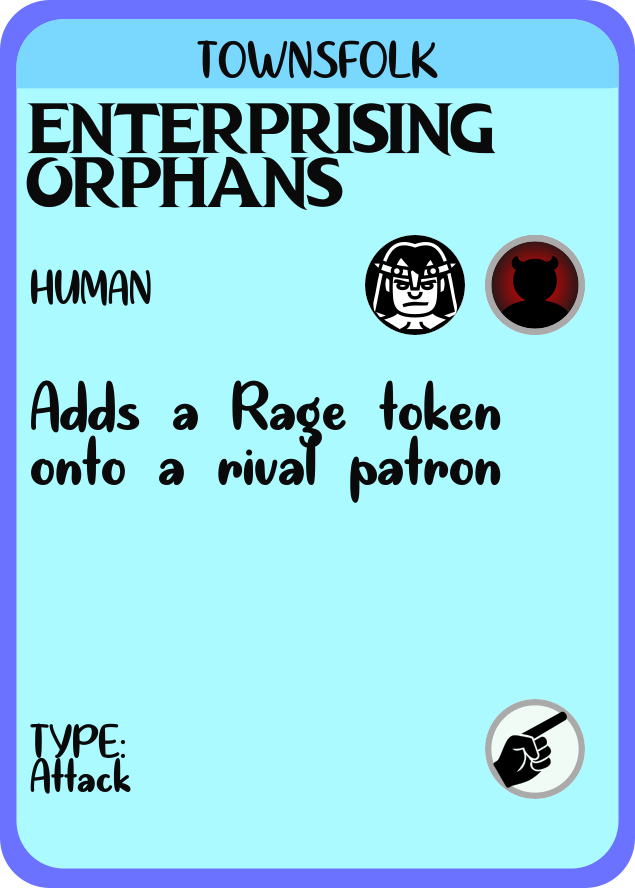 TOWNSFOLK
ENTERPRISING
ORPHANS
HUMAN
Adds a Rage token
onto a rival patron
TYPE:
Attack